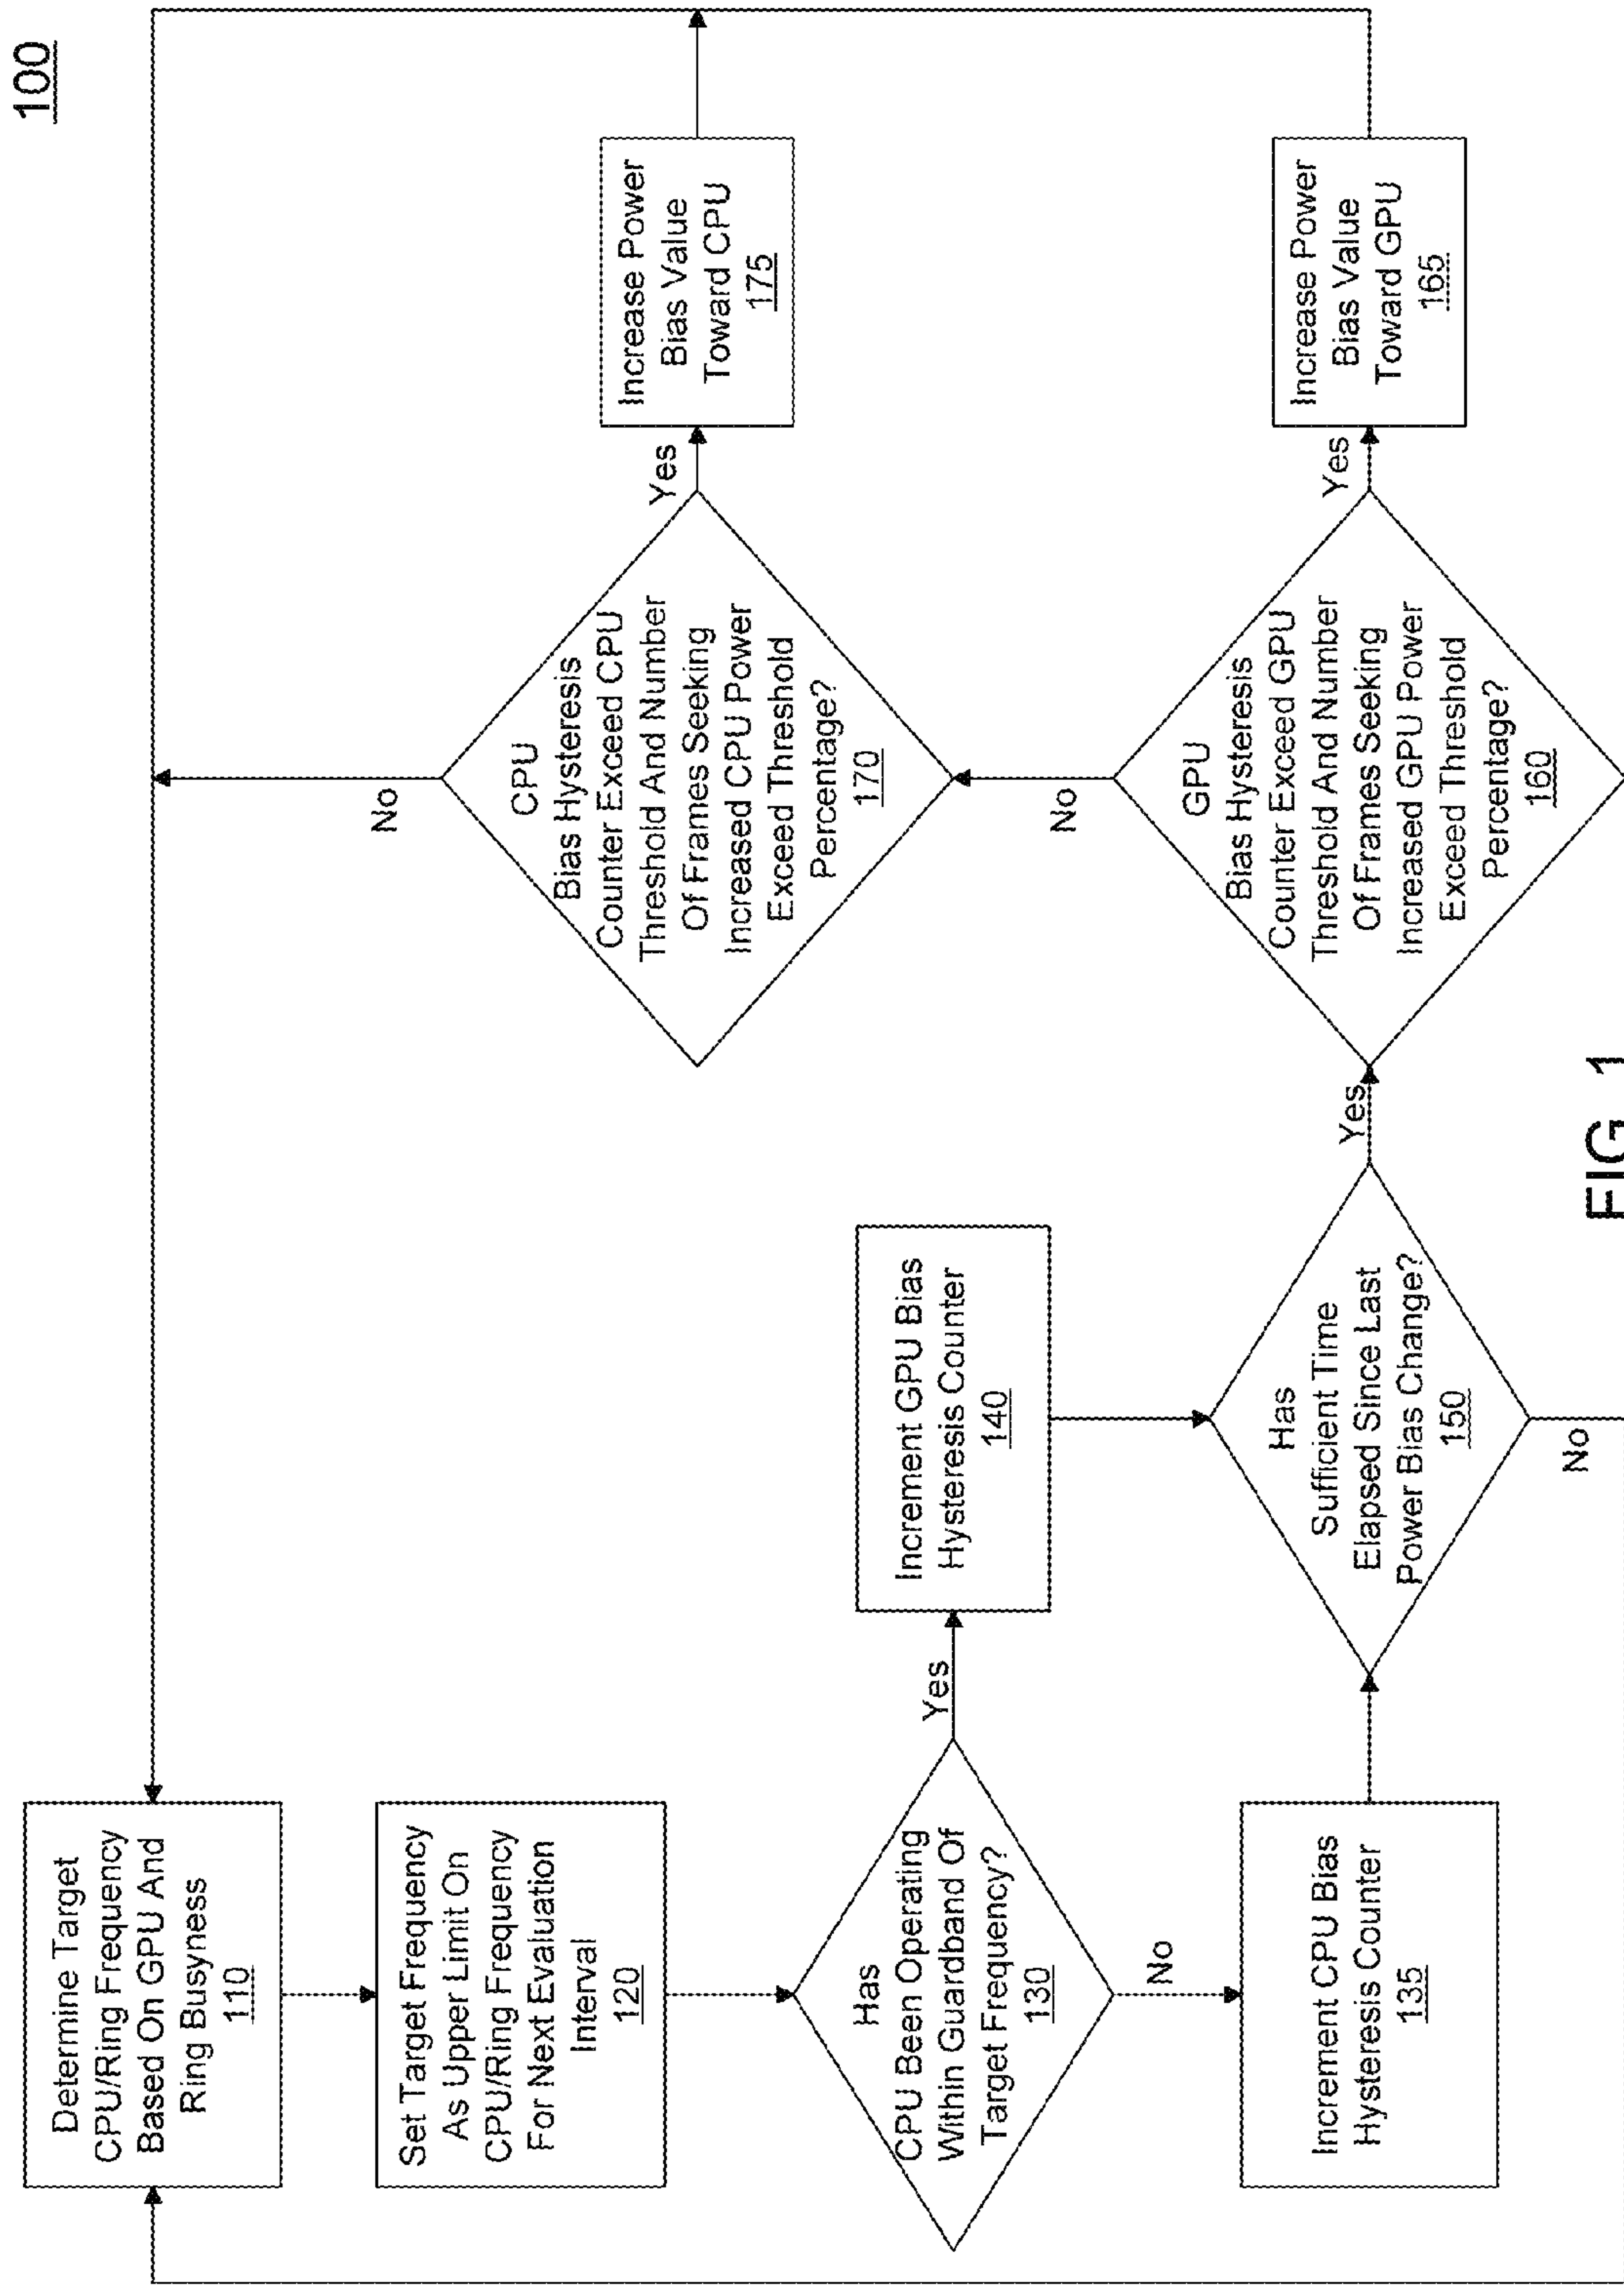 100
Determine Target
CPU/Ring Frequency
Based On GPU And
Ring Busyness
110
Set Target Frequency
As Upper Limit On
CPU/Ring Frequency
For Next Evaluation
Interval
120
Has
CPU Been Operating
Within Guardband Of
Target Frequency?
130
Yes
No
Increment GPU Bias
Hysteresis Counter
140
Increment CPU Bias
Hysteresis Counter
135
Has
Sufficient Time
Elapsed Since Last
Power Bias Change?
150
Yes
No
GPU
Bias Hysteresis
Counter Exceed GPU
Threshold And Number
Of Frames Seeking
Increased GPU Power
Exceed Threshold
Percentage?
160
Yes
No
Increase Power
Bias Value
Toward GPU
165
CPU
Bias Hysteresis
Counter Exceed CPU
Threshold And Number
Of Frames Seeking
Increased CPU Power
Exceed Threshold
Percentage?
170
Yes
No
Increase Power
Bias Value
Toward CPU
175
FIG. 1